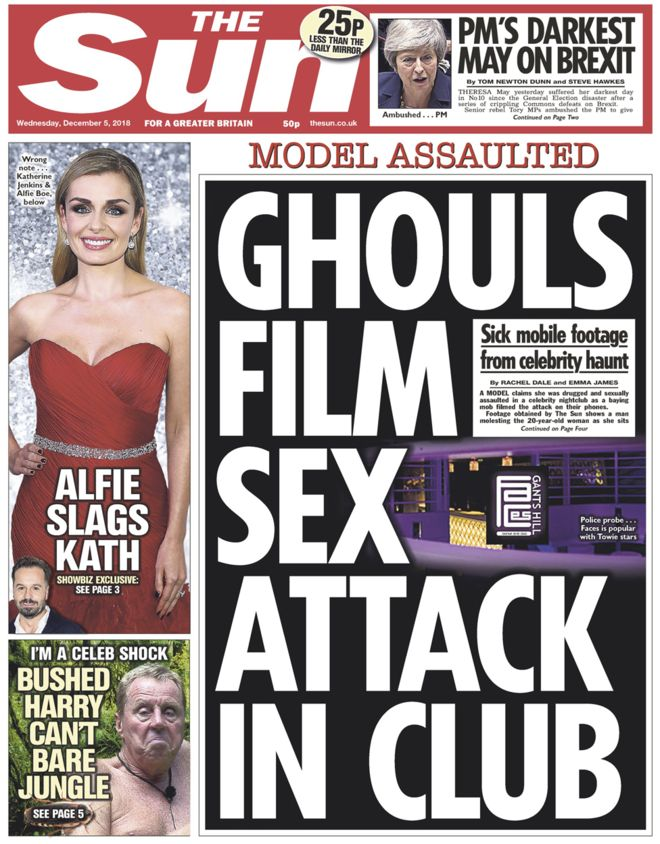 THE
Sun
25P
LESS THAN THE
DAILY MIRROR
Wednesday, December 5, 2018
FOR A GREATER BRITAIN
50p
thesun.co.uk
Ambushed . . . PM
PM'S DARKEST
MAY ON BREXIT
By TOM NEWTON DUNN and STEVE HAWKES
THERESA May yesterday suffered her darkest day
in No10 since the General Election disaster after a
series of crippling Commons defeats on Brexit.
Senior rebel Tory MPs ambushed the PM to give
Continued on Page Two
Wrong
note . . .
Katherine
Jenkins &
Alfie Boe,
below
ALFIE
SLAGS
KATH
SHOWBIZ EXCLUSIVE:
SEE PAGE 3
I'M A CELEB SHOCK
BUSHED
HARRY
CAN'T
BARE
JUNGLE
SEE PAGE 5
MODEL ASSAULTED
GHOULS
FILM
SEX
ATTACK
IN CLUB
Sick mobile footage
from celebrity haunt
By RACHEL DALE and EMMA JAMES
A MODEL claims she was drugged and sexually
assaulted in a celebrity nightclub as a baying
mob filmed the attack on their phones.
Footage obtained by The Sun shows a man
molesting the 20-year-old woman as she sits
Continued on Page Four
faces
GANTS HILL
Police probe . . .
Faces is popular
with Towie stars